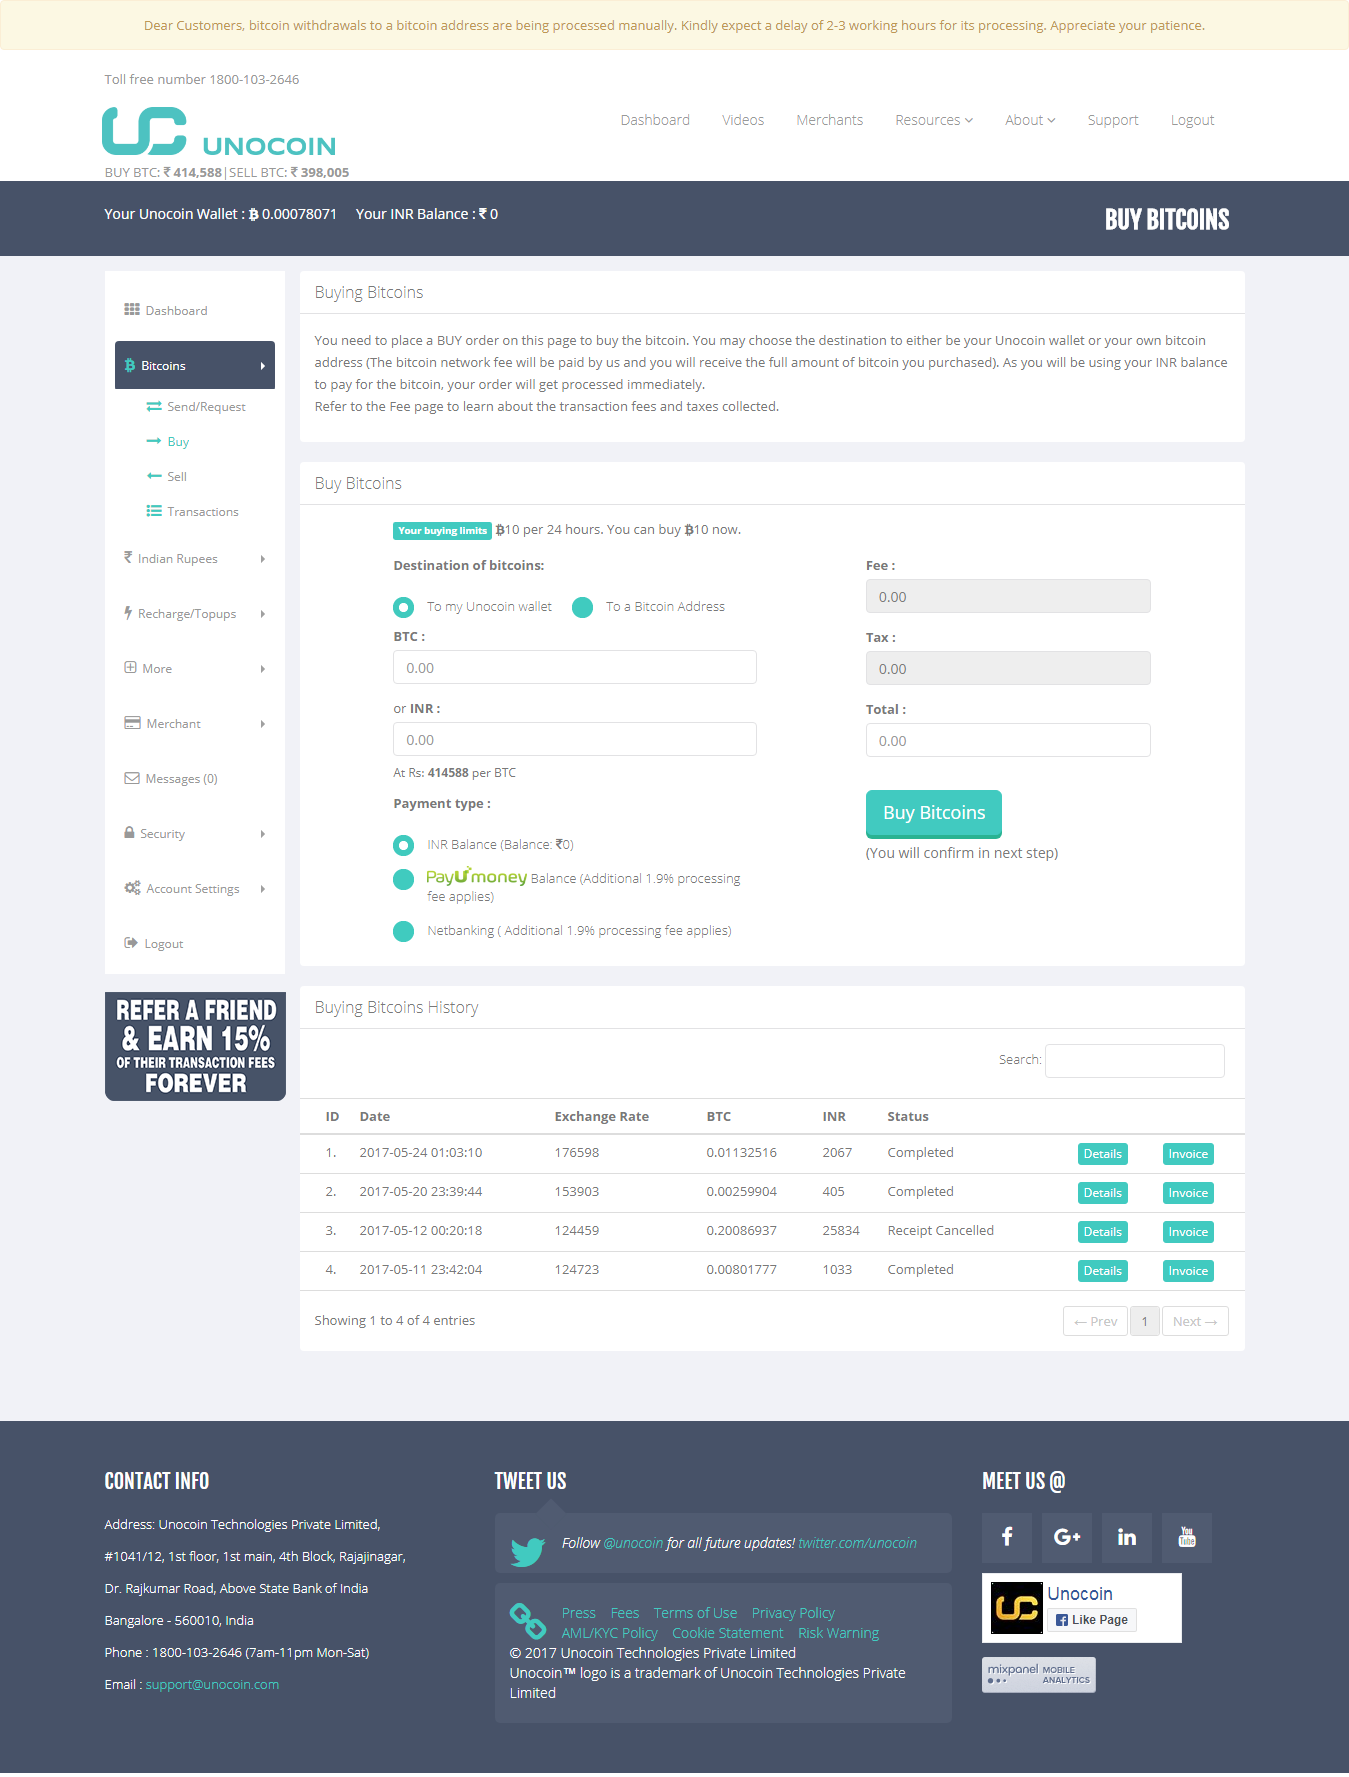 Dear Customers, bitcoin withdrawals to a bitcoin address are being processed manually. Kindly expect a delay of 2-3 working hours for its processing. Appreciate your patience.
Toll free number 1800-103-2646
UC UNOCOIN
Dashboard Videos Merchants Resources About Support Logout
BUY BTC: ₹ 414,588|SELL BTC: ₹ 398,005
Your Unocoin Wallet : ₿ 0.00078071 Your INR Balance : ₹ 0
BUY BITCOINS
Dashboard
Bitcoins
Send/Request
Buy
Sell
Transactions
₹ Indian Rupees
Recharge/Topups
More
Merchant
Messages (0)
Security
Account Settings
Logout
REFER A FRIEND
& EARN 15%
OF THEIR TRANSACTION FEES
FOREVER
Buying Bitcoins
You need to place a BUY order on this page to buy the bitcoin. You may choose the destination to either be your Unocoin wallet or your own bitcoin
address (The bitcoin network fee will be paid by us and you will receive the full amount of bitcoin you purchased). As you will be using your INR balance
to pay for the bitcoin, your order will get processed immediately.
Refer to the Fee page to learn about the transaction fees and taxes collected.
Buy Bitcoins
Your buying limits ₿10 per 24 hours. You can buy ₿10 now.
Destination of bitcoins:
To my Unocoin wallet To a Bitcoin Address
BTC :
0.00
or INR :
0.00
At Rs: 414588 per BTC
Payment type :
INR Balance (Balance: ₹0)
PayUmoney Balance (Additional 1.9% processing
fee applies)
Netbanking ( Additional 1.9% processing fee applies)
Fee :
0.00
Tax :
0.00
Total :
0.00
Buy Bitcoins
(You will confirm in next step)
Buying Bitcoins History
Search:
ID Date Exchange Rate BTC INR Status
1. 2017-05-24 01:03:10 176598 0.01132516 2067 Completed Details Invoice
2. 2017-05-20 23:39:44 153903 0.00259904 405 Completed Details Invoice
3. 2017-05-12 00:20:18 124459 0.20086937 25834 Receipt Cancelled Details Invoice
4. 2017-05-11 23:42:04 124723 0.00801777 1033 Completed Details Invoice
Showing 1 to 4 of 4 entries
← Prev 1 Next →
CONTACT INFO
Address: Unocoin Technologies Private Limited,
#1041/12, 1st floor, 1st main, 4th Block, Rajajinagar,
Dr. Rajkumar Road, Above State Bank of India
Bangalore - 560010, India
Phone : 1800-103-2646 (7am-11pm Mon-Sat)
Email : support@unocoin.com
TWEET US
Follow @unocoin for all future updates! twitter.com/unocoin
Press Fees Terms of Use Privacy Policy
AML/KYC Policy Cookie Statement Risk Warning
© 2017 Unocoin Technologies Private Limited
Unocoin™ logo is a trademark of Unocoin Technologies Private
Limited
MEET US @
f G+ in You Tube
UC Unocoin
f Like Page
mixpanel MOBILE
ANALYTICS